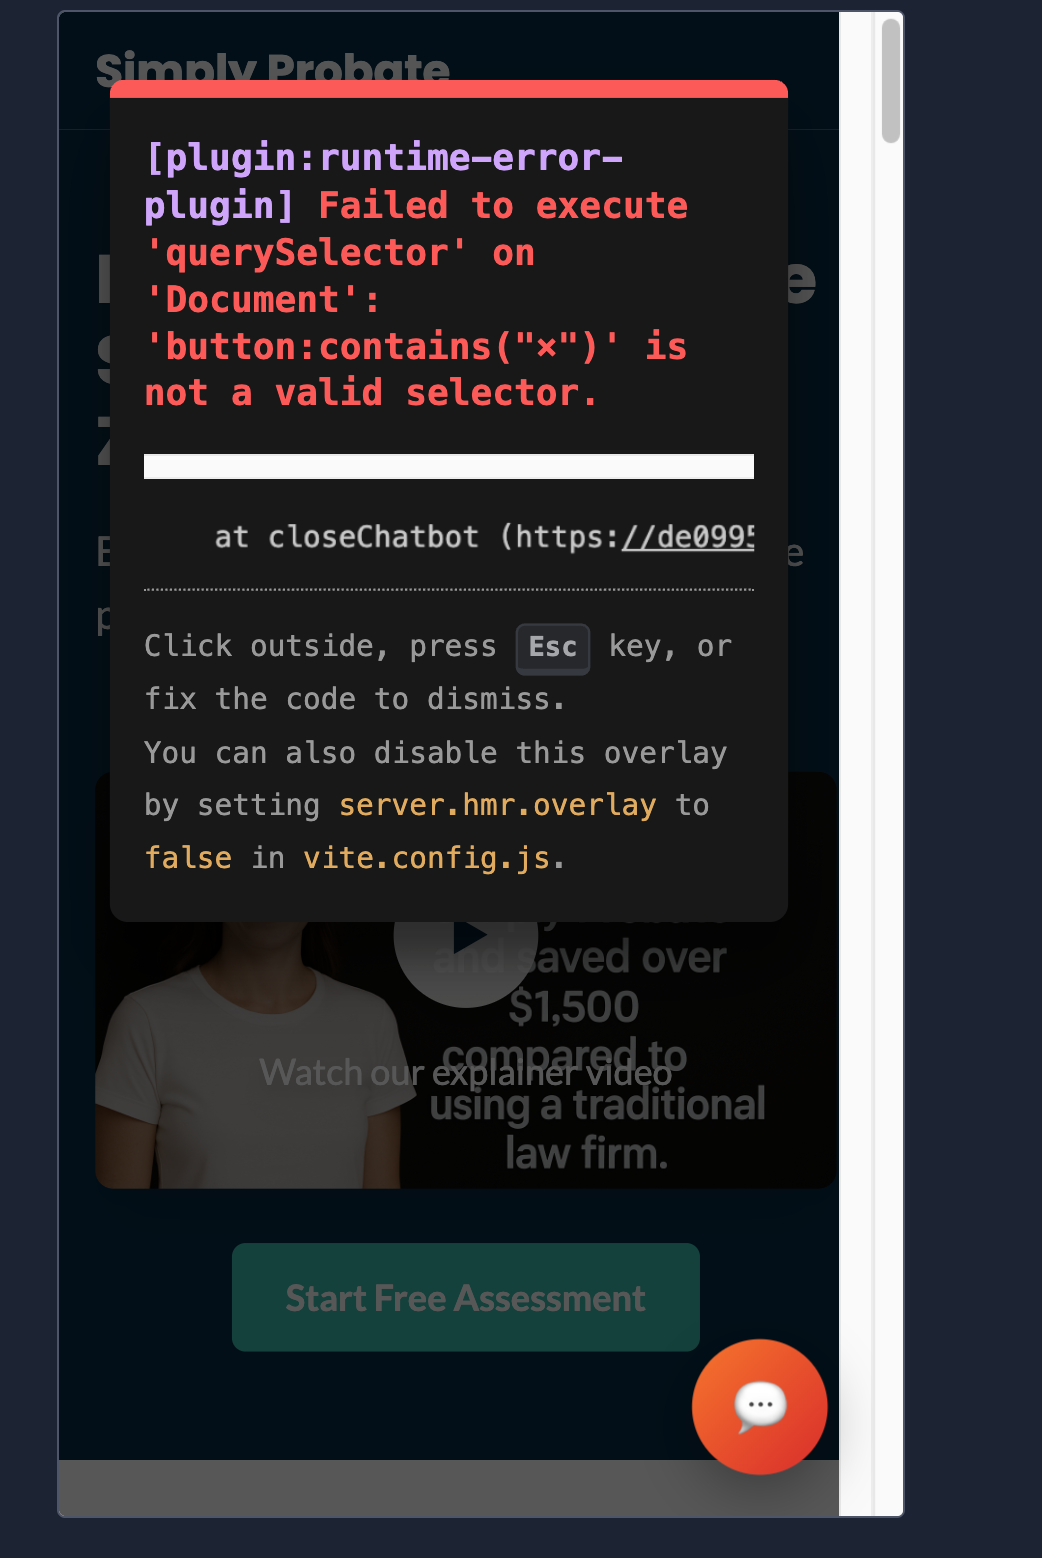 Simply Probate
[plugin:runtime-error-
plugin] Failed to execute
'querySelector' on
'Document':
'button:contains("×")' is
not a valid selector.
at closeChatbot (https://de0995
Click outside, press Esc key, or
fix the code to dismiss.
You can also disable this overlay
by setting server.hmr.overlay to
false in vite.config.js.
and saved over
$1,500
compared to
Watch our explainer video
using a traditional
law firm.
Start Free Assessment